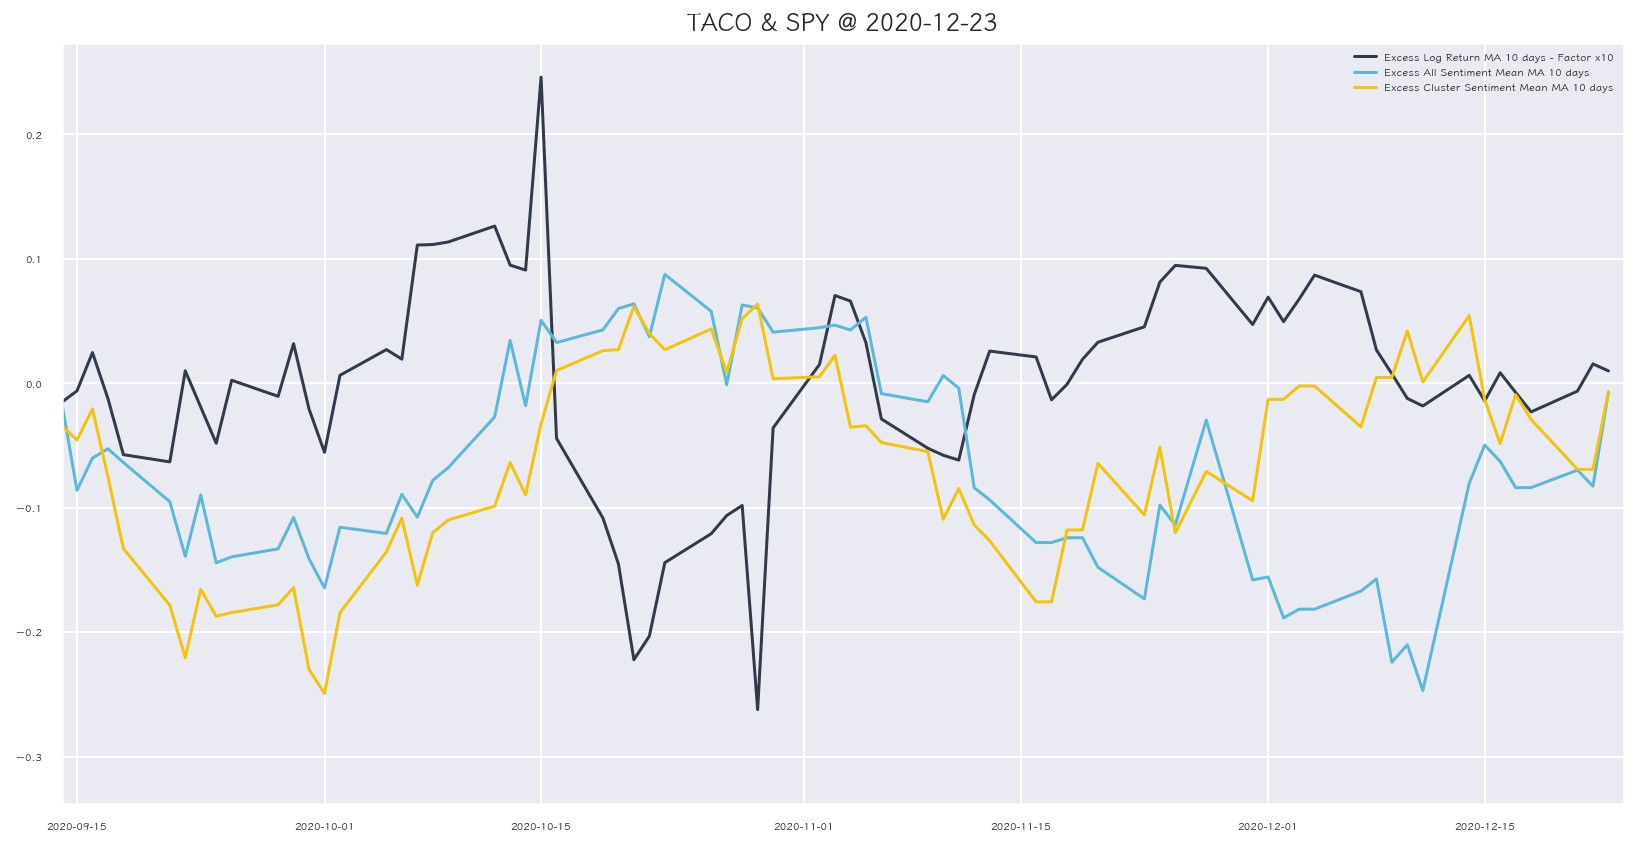 TACO & SPY @ 2020-12-23
Excess Log Return MA 10 days - Factor x10
Excess All Sentiment Mean MA 10 days
Excess Cluster Sentiment Mean MA 10 days
0.2
0.1
0.0
−0.1
−0.2
−0.3
2020-09-15 2020-10-01 2020-10-15 2020-11-01 2020-11-15 2020-12-01 2020-12-15